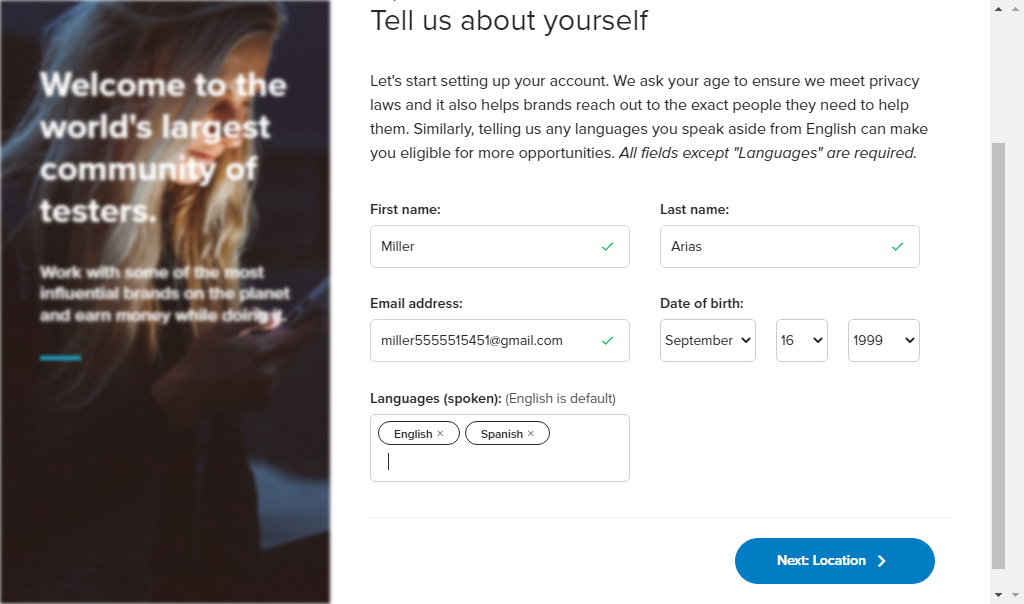 Welcome to the
world's largest
community of
testers.
Work with some of the most
influential brands on the planet
and earn money while doing it.
Tell us about yourself
Let's start setting up your account. We ask your age to ensure we meet privacy
laws and it also helps brands reach out to the exact people they need to help
them. Similarly, telling us any languages you speak aside from English can make
you eligible for more opportunities. All fields except "Languages" are required.
First name:
Last name:
Miller
Arias
Email address:
Date of birth:
miller5555515451@gmail.com
September
16
1999
Languages (spoken): (English is default)
English ×
Spanish ×
Next: Location